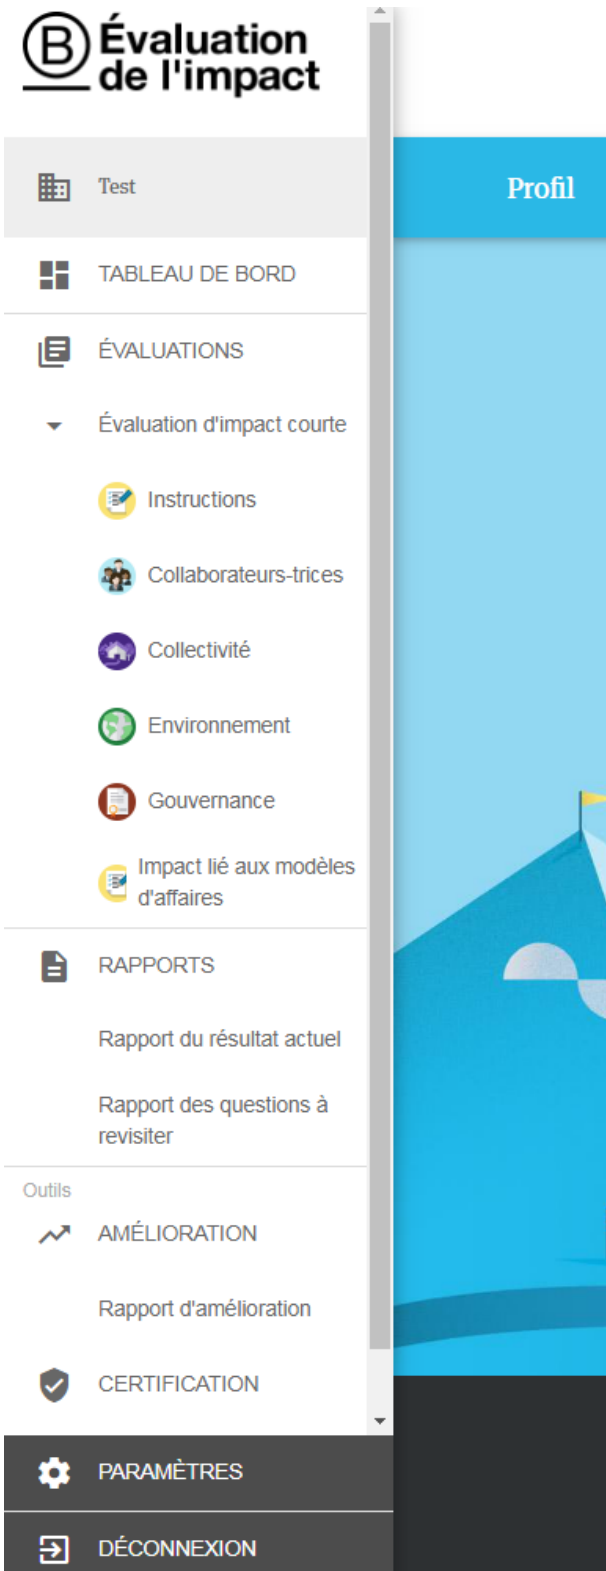 B Évaluation
de l'impact
Test
Profil
TABLEAU DE BORD
ÉVALUATIONS
Évaluation d'impact courte
Instructions
Collaborateurs-trices
Collectivité
Environnement
Gouvernance
Impact lié aux modèles
d'affaires
RAPPORTS
Rapport du résultat actuel
Rapport des questions à
revisiter
Outils
AMÉLIORATION
Rapport d'amélioration
CERTIFICATION
PARAMÈTRES
DÉCONNEXION